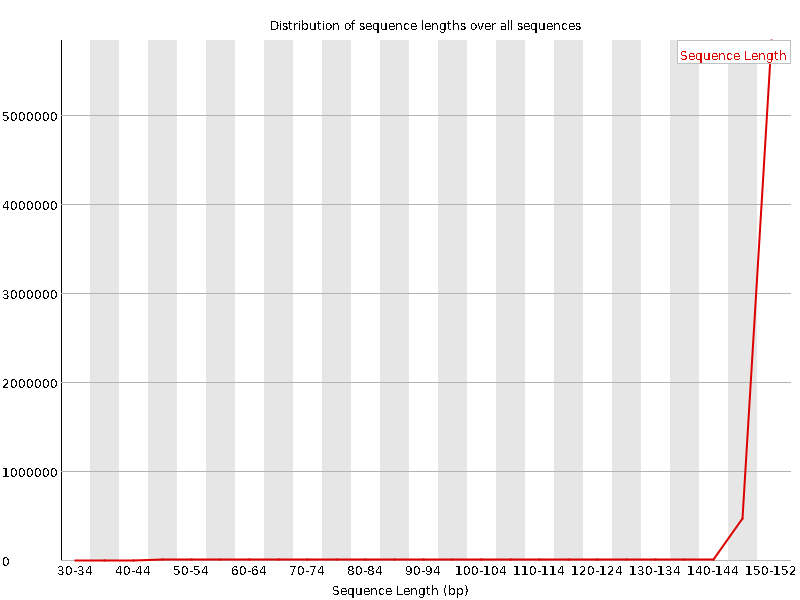 Distribution of sequence lengths over all sequences
Sequence Length
5000000
4000000
3000000
2000000
1000000
0
30-34 40-44 50-54 60-64 70-74 80-84 90-94 100-104 110-114 120-124 130-134 140-144 150-152
Sequence Length (bp)